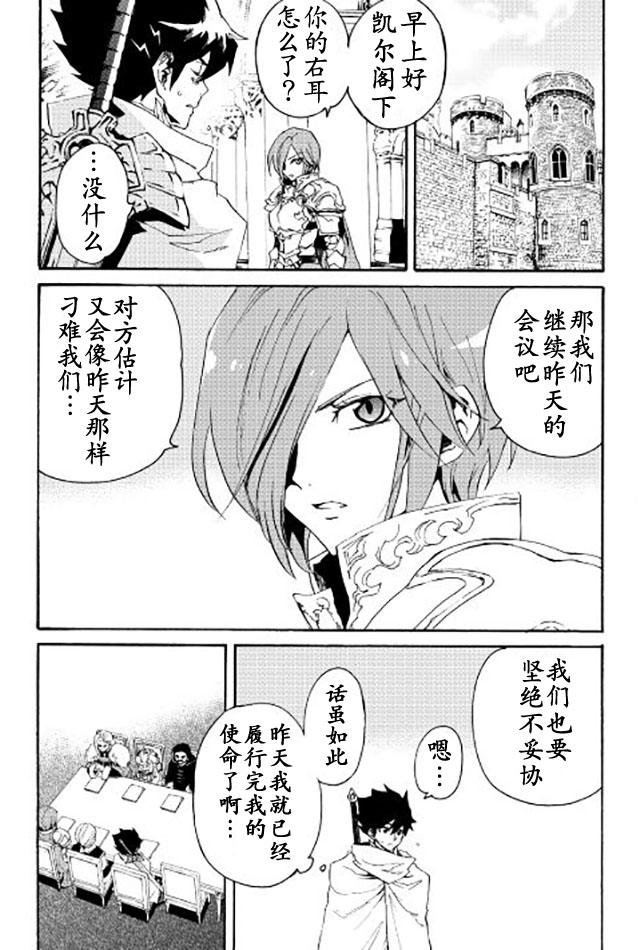 早上好
凯尔阁下
你的右耳
怎么了？
…没什么
那我们
继续昨天的
会议吧
对方估计
又会像昨天那样
刁难我们…
我们也要
坚绝不妥协
嗯…
话虽如此
昨天我就已经
履行完我的
使命了啊…